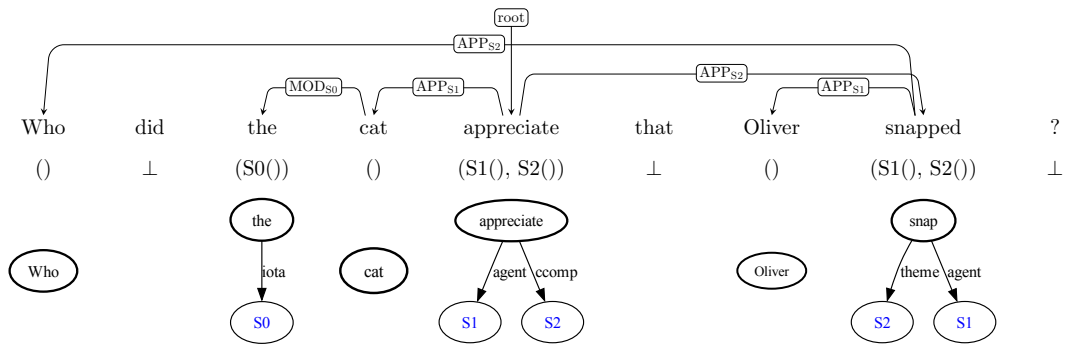 root
APP_S2
MOD_S0 APP_S1 APP_S2 APP_S1
Who did the cat appreciate that Oliver snapped ?
() ⊥ (S0()) () (S1(), S2()) ⊥ () (S1(), S2()) ⊥
the appreciate snap
Who iota cat agent ccomp Oliver theme agent
S0 S1 S2 S2 S1